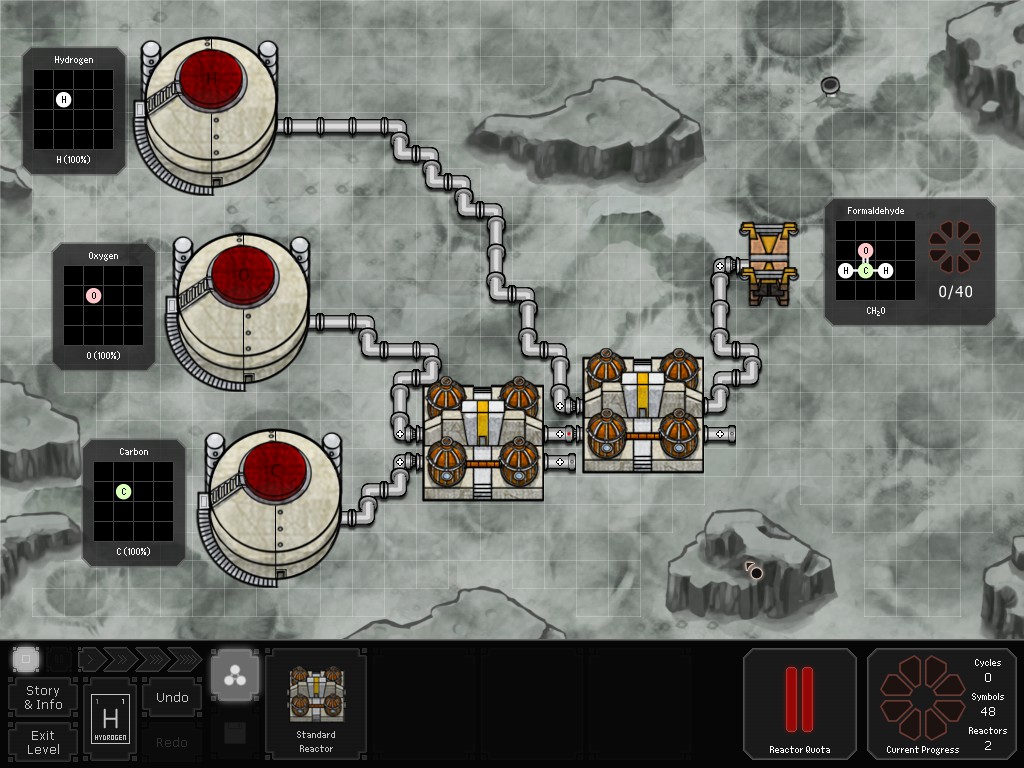 Hydrogen
H
H
H (100%)
Oxygen
O
O
O (100%)
Carbon
C
C
C (100%)
Formaldehyde
O
H C H
0/40
CH₂O
Story
& Info
Exit
Level
1 1
H
HYDROGEN
Undo
Redo
Standard
Reactor
Reactor Quota
Current Progress
Cycles
0
Symbols
48
Reactors
2